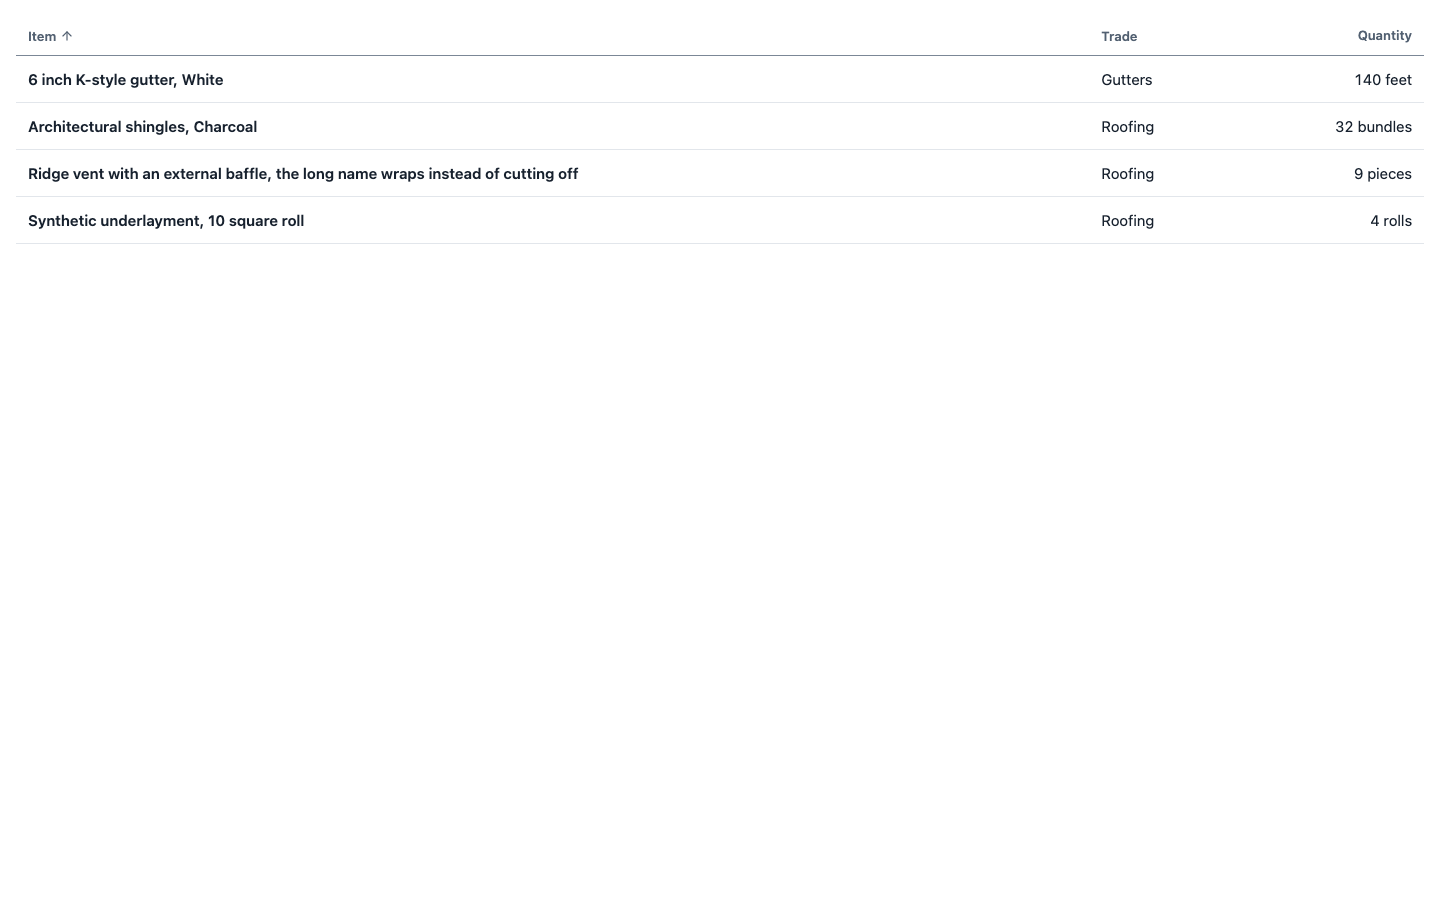 Item ↑ Trade Quantity
6 inch K-style gutter, White Gutters 140 feet
Architectural shingles, Charcoal Roofing 32 bundles
Ridge vent with an external baffle, the long name wraps instead of cutting off Roofing 9 pieces
Synthetic underlayment, 10 square roll Roofing 4 rolls